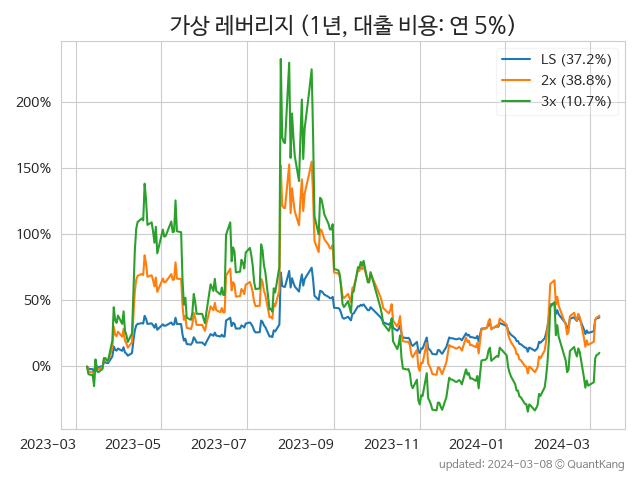 가상 레버리지 (1년, 대출 비용: 연 5%)
LS (37.2%)
2x (38.8%)
3x (10.7%)
200%
150%
100%
50%
0%
2023-03 2023-05 2023-07 2023-09 2023-11 2024-01 2024-03
updated: 2024-03-08 © QuantKang